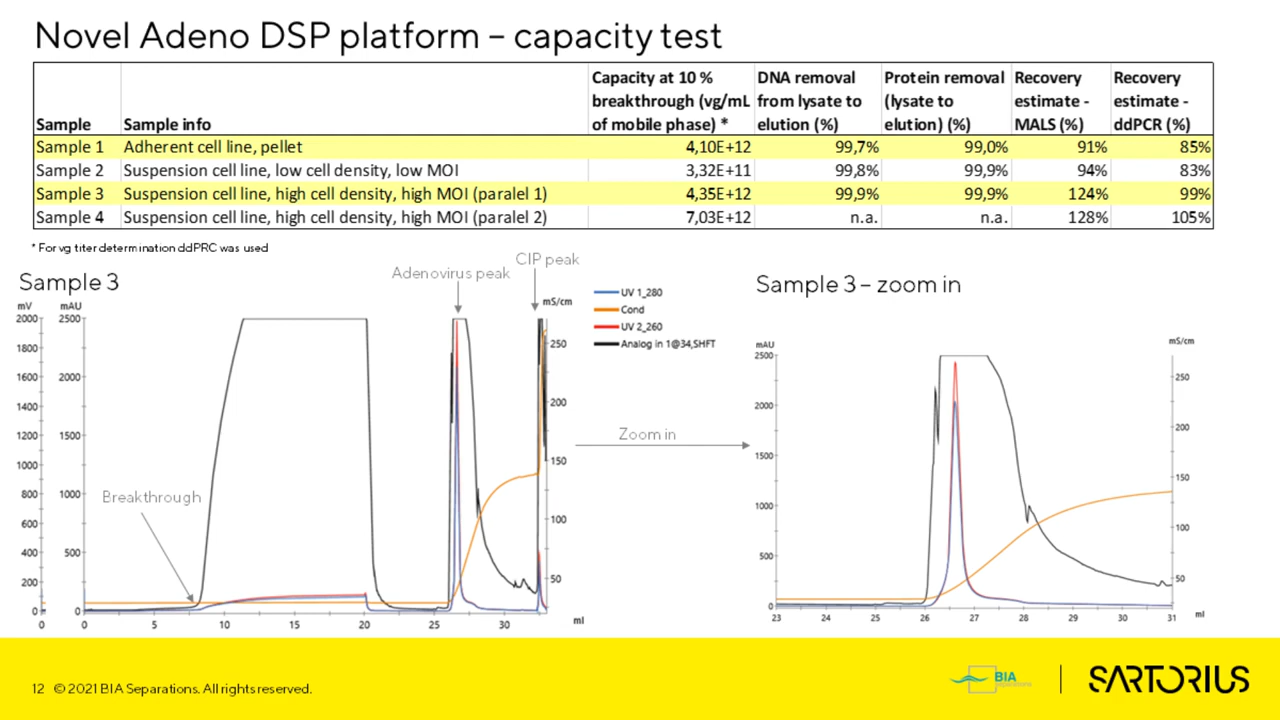 Novel Adeno DSP platform – capacity test
Sample Sample info Capacity at 10 % breakthrough (vg/mL of mobile phase) * DNA removal from lysate to elution (%) Protein removal (lysate to elution) (%) Recovery estimate - MALS (%) Recovery estimate - ddPCR (%)
Sample 1 Adherent cell line, pellet 4,10E+12 99,7% 99,0% 91% 85%
Sample 2 Suspension cell line, low cell density, low MOI 3,32E+11 99,8% 99,9% 94% 83%
Sample 3 Suspension cell line, high cell density, high MOI (paralel 1) 4,35E+12 99,9% 99,9% 124% 99%
Sample 4 Suspension cell line, high cell density, high MOI (paralel 2) 7,03E+12 n.a. n.a. 128% 105%
* For vg titer determination ddPRC was used
Sample 3
Adenovirus peak
CIP peak
Breakthrough
mV
2000
1800
1600
1400
1200
1000
800
600
400
200
0
mAU
2500
2000
1500
1000
500
0
mS/cm
250
200
150
100
50
0 0 5 10 15 20 25 30 ml
UV 1_280
Cond
UV 2_260
Analog in 1@34,SHFT
Zoom in
Sample 3 – zoom in
mAU
2500
2000
1500
1000
500
0
mS/cm
250
200
150
100
50
23 24 25 26 27 28 29 30 31 ml
12 © 2021 BIA Separations. All rights reserved.
BIA
SARTORIUS